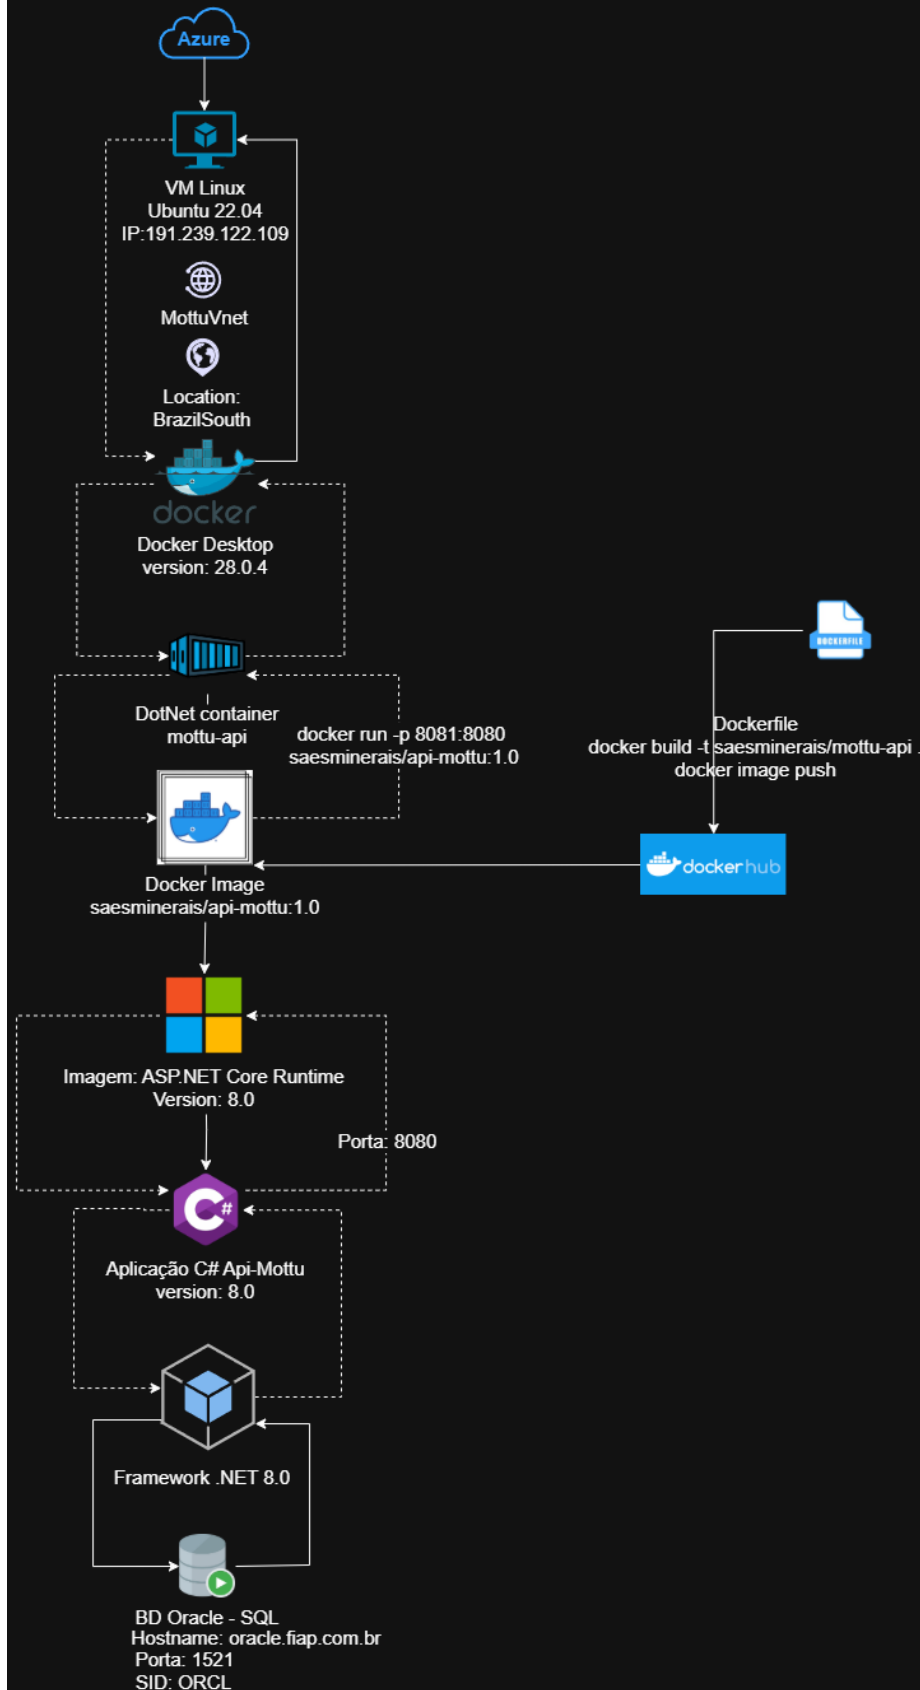 Azure
VM Linux
Ubuntu 22.04
IP:191.239.122.109
MottuVnet
Location:
BrazilSouth
docker
Docker Desktop
version: 28.0.4
DOCKERFILE
DotNet container
mottu-api
docker run -p 8081:8080
saesminerais/api-mottu:1.0
Dockerfile
docker build -t saesminerais/mottu-api .
docker image push
dockerhub
Docker Image
saesminerais/api-mottu:1.0
Imagem: ASP.NET Core Runtime
Version: 8.0
Porta: 8080
C#
Aplicação C# Api-Mottu
version: 8.0
Framework .NET 8.0
BD Oracle - SQL
Hostname: oracle.fiap.com.br
Porta: 1521
SID: ORCL